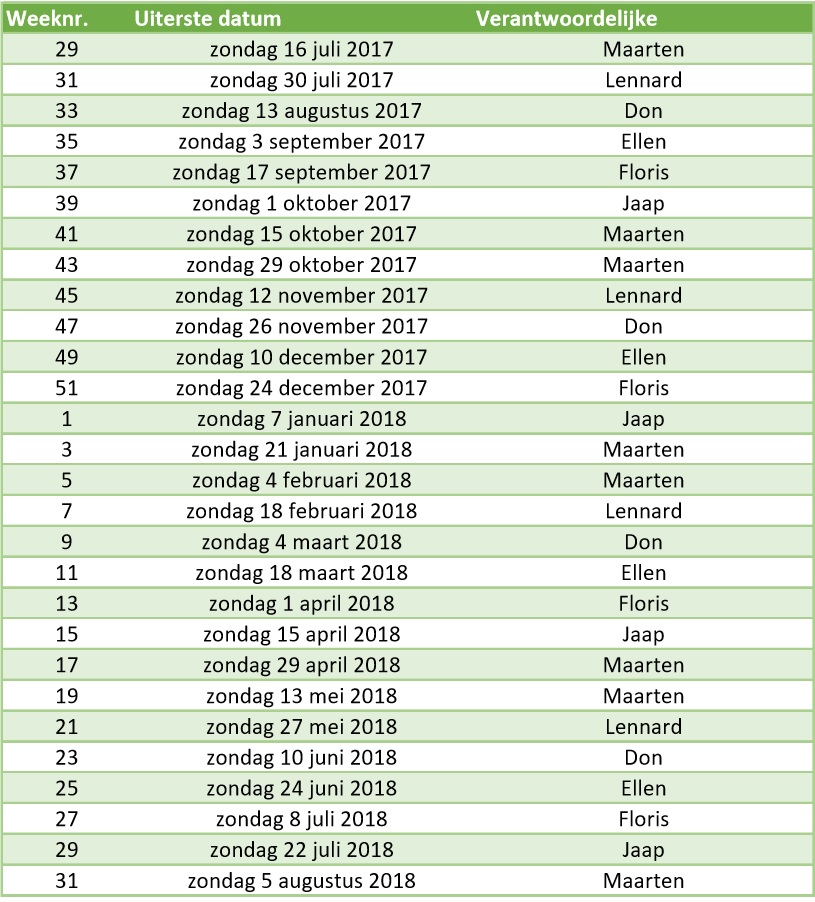 Weeknr. Uiterste datum Verantwoordelijke
29 zondag 16 juli 2017 Maarten
31 zondag 30 juli 2017 Lennard
33 zondag 13 augustus 2017 Don
35 zondag 3 september 2017 Ellen
37 zondag 17 september 2017 Floris
39 zondag 1 oktober 2017 Jaap
41 zondag 15 oktober 2017 Maarten
43 zondag 29 oktober 2017 Maarten
45 zondag 12 november 2017 Lennard
47 zondag 26 november 2017 Don
49 zondag 10 december 2017 Ellen
51 zondag 24 december 2017 Floris
1 zondag 7 januari 2018 Jaap
3 zondag 21 januari 2018 Maarten
5 zondag 4 februari 2018 Maarten
7 zondag 18 februari 2018 Lennard
9 zondag 4 maart 2018 Don
11 zondag 18 maart 2018 Ellen
13 zondag 1 april 2018 Floris
15 zondag 15 april 2018 Jaap
17 zondag 29 april 2018 Maarten
19 zondag 13 mei 2018 Maarten
21 zondag 27 mei 2018 Lennard
23 zondag 10 juni 2018 Don
25 zondag 24 juni 2018 Ellen
27 zondag 8 juli 2018 Floris
29 zondag 22 juli 2018 Jaap
31 zondag 5 augustus 2018 Maarten